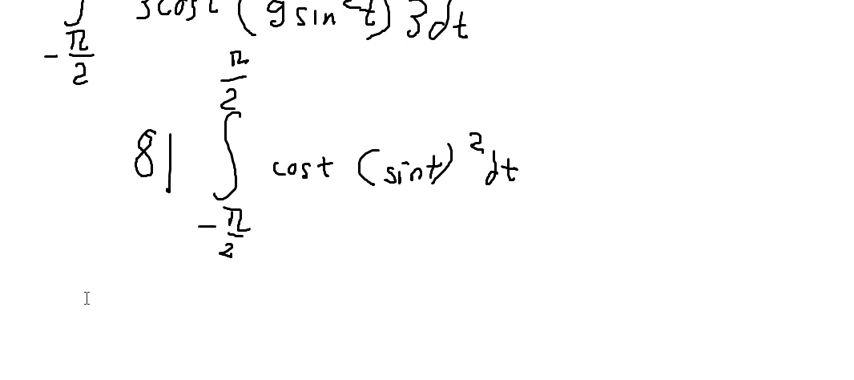 ∫_{-π/2} 3cost (9sin²t) 3dt
81 ∫_{-π/2}^{π/2} cost (sint)² dt